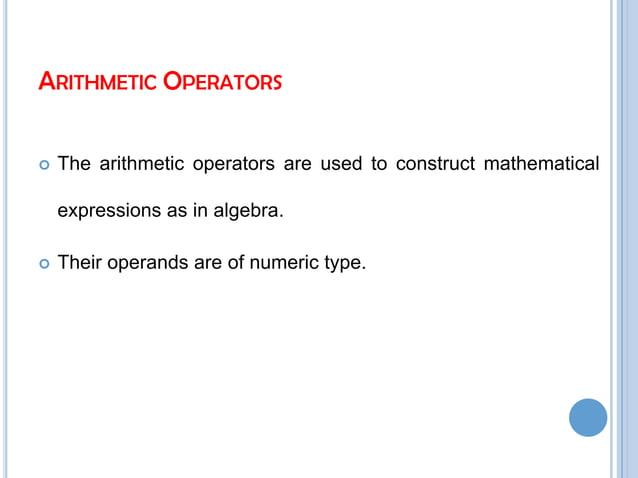 ARITHMETIC OPERATORS
The arithmetic operators are used to construct mathematical
expressions as in algebra.
Their operands are of numeric type.